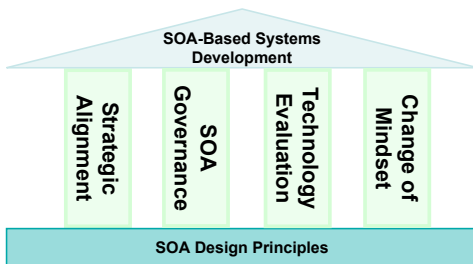 SOA-Based Systems
Development
Strategic
Alignment
SOA
Governance
Technology
Evaluation
Change of
Mindset
SOA Design Principles